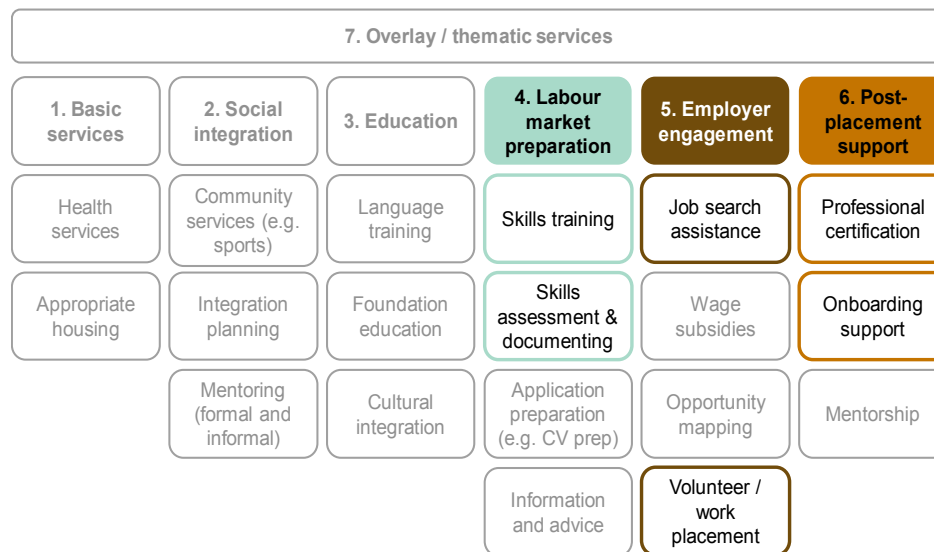 7. Overlay / thematic services
1. Basic
services
2. Social
integration
3. Education
4. Labour
market
preparation
5. Employer
engagement
6. Post-
placement
support
Health
services
Community
services (e.g.
sports)
Language
training
Skills training
Job search
assistance
Professional
certification
Appropriate
housing
Integration
planning
Foundation
education
Skills
assessment &
documenting
Wage
subsidies
Onboarding
support
Mentoring
(formal and
informal)
Cultural
integration
Application
preparation
(e.g. CV prep)
Opportunity
mapping
Mentorship
Information
and advice
Volunteer /
work
placement